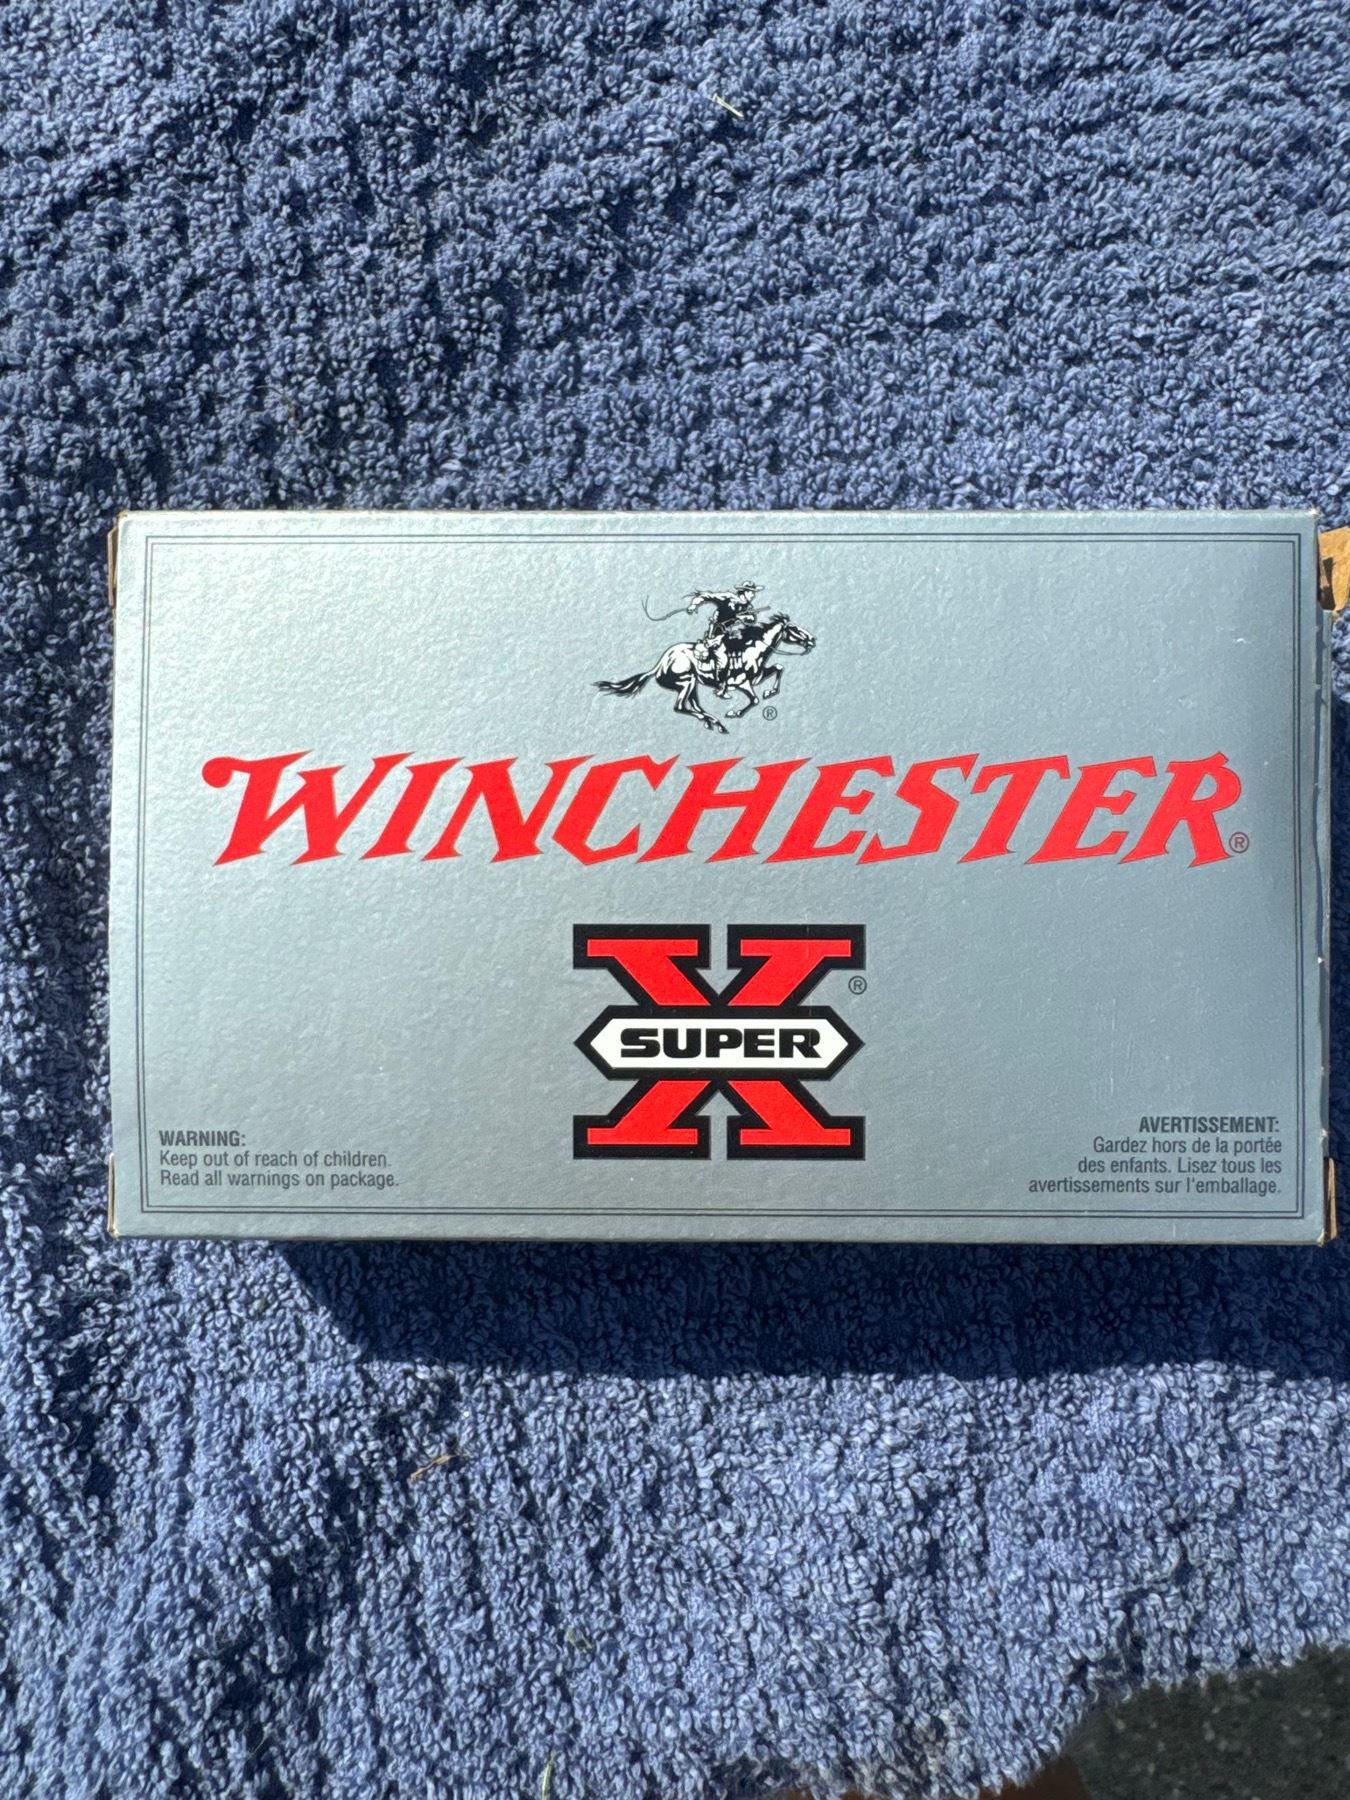 ®
WINCHESTER®
X®
SUPER
WARNING:
Keep out of reach of children.
Read all warnings on package.
AVERTISSEMENT:
Gardez hors de la portée
des enfants. Lisez tous les
avertissements sur l'emballage.